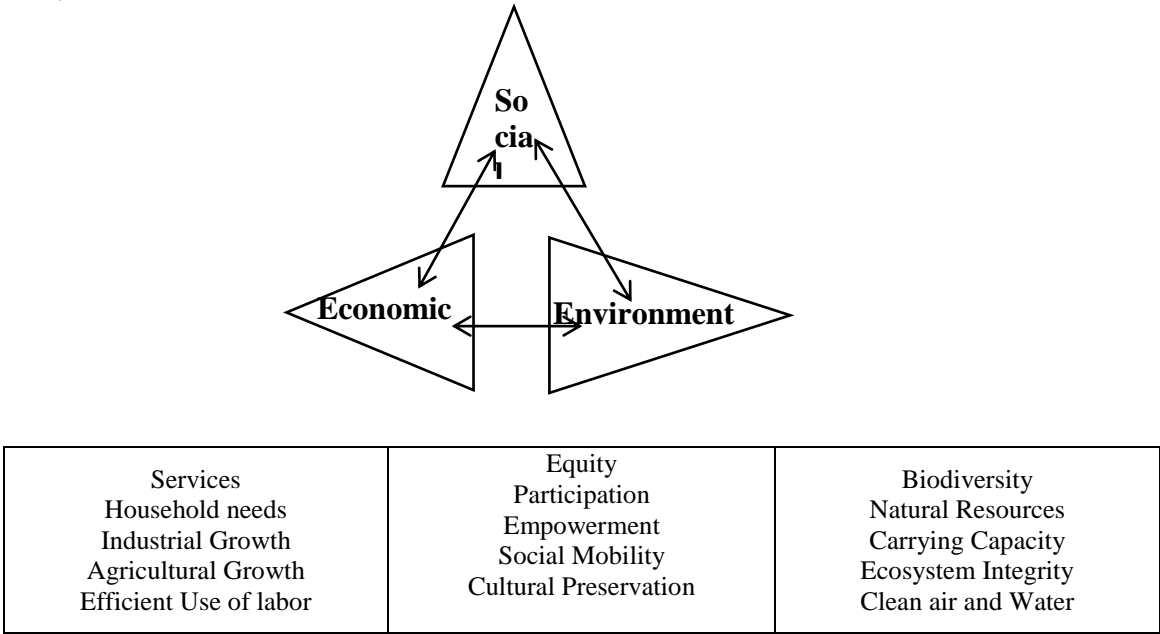 So
cial
Economic
Environment
Services
Household needs
Industrial Growth
Agricultural Growth
Efficient Use of labor
Equity
Participation
Empowerment
Social Mobility
Cultural Preservation
Biodiversity
Natural Resources
Carrying Capacity
Ecosystem Integrity
Clean air and Water